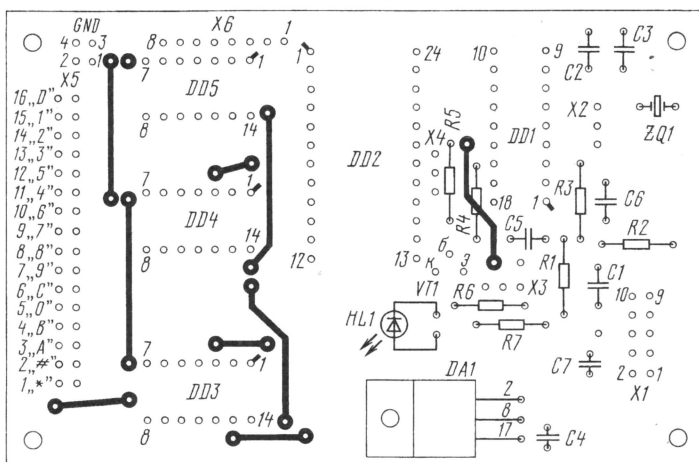 GND
X6
4 3
8 1
1
2 1
7 1
X5
16 „D”
15 „1”
14 „2”
13 „3”
12 „5”
11 „4”
10 „6”
9 „7”
8 „8”
7 „9”
6 „C”
5 „0”
4 „B”
3 „A”
2 „#”
1 „*”
DD5
8 14
7 1
DD4
8 14
12
7 1
DD3
8 14
24
10
9
DD2
13
X4
R5
R4
DD1
18
1
C2
C3
X2
ZQ1
R3
C6
R2
C5
б
к
э
VT1
X3
R1
C1
R6
R7
HL1
C7
10 9
2 1
X1
DA1
2
8
17
C4